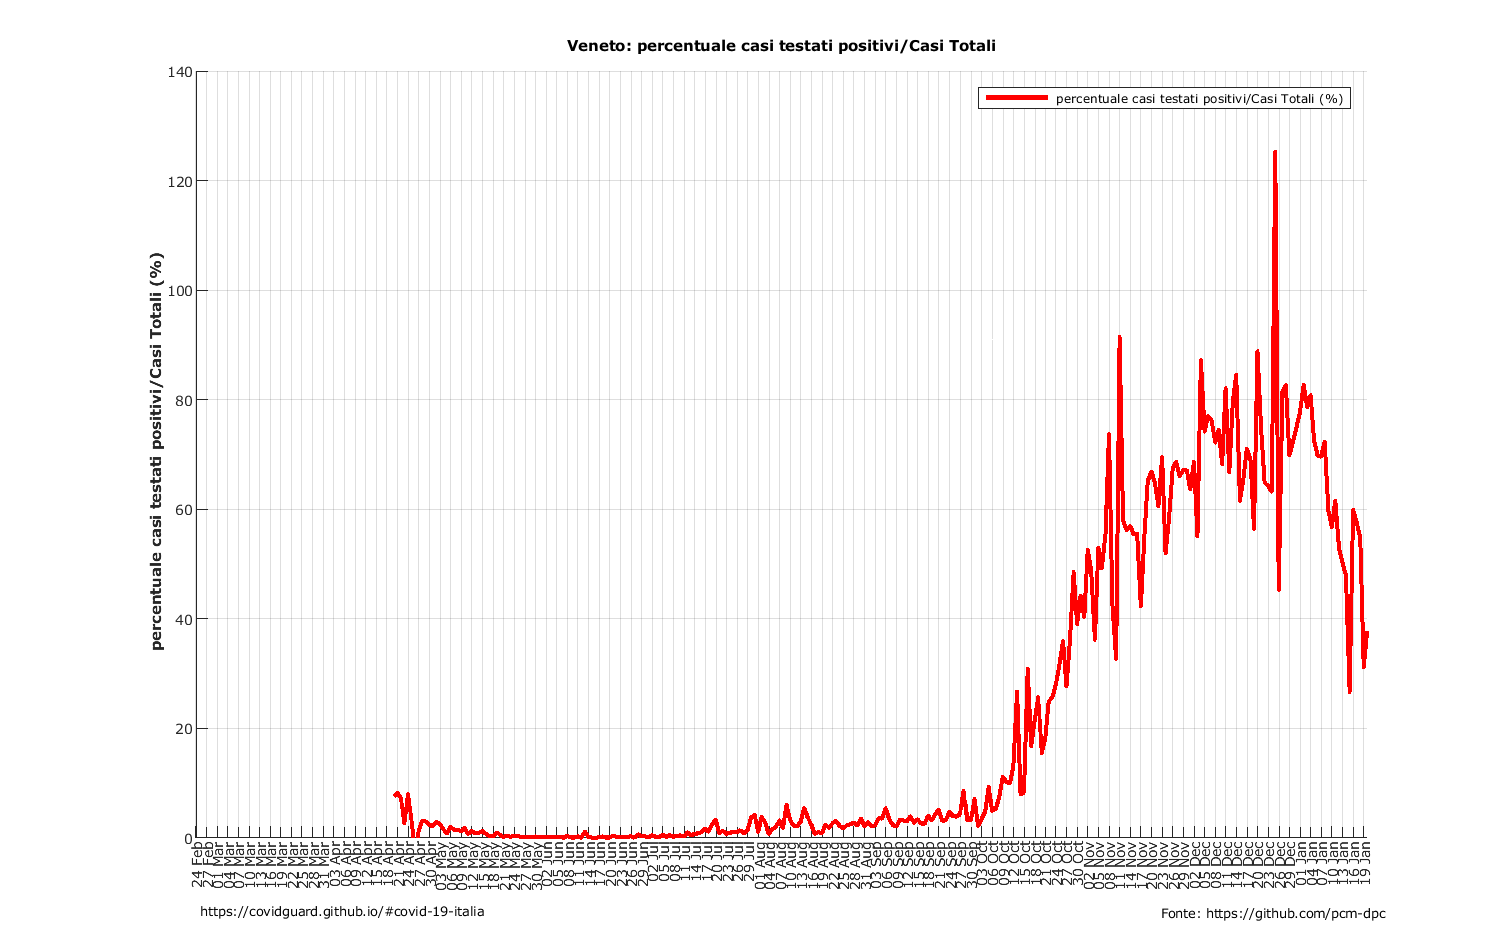 Veneto: percentuale casi testati positivi/Casi Totali
percentuale casi testati positivi/Casi Totali (%)
percentuale casi testati positivi/Casi Totali (%)
140
120
100
80
60
40
20
0
24 Feb
27 Feb
01 Mar
04 Mar
07 Mar
10 Mar
13 Mar
16 Mar
19 Mar
22 Mar
25 Mar
28 Mar
31 Mar
03 Apr
06 Apr
09 Apr
12 Apr
15 Apr
18 Apr
21 Apr
24 Apr
27 Apr
30 Apr
03 May
06 May
09 May
12 May
15 May
18 May
21 May
24 May
27 May
30 May
02 Jun
05 Jun
08 Jun
11 Jun
14 Jun
17 Jun
20 Jun
23 Jun
26 Jun
29 Jun
02 Jul
05 Jul
08 Jul
11 Jul
14 Jul
17 Jul
20 Jul
23 Jul
26 Jul
29 Jul
01 Aug
04 Aug
07 Aug
10 Aug
13 Aug
16 Aug
19 Aug
22 Aug
25 Aug
28 Aug
31 Aug
03 Sep
06 Sep
09 Sep
12 Sep
15 Sep
18 Sep
21 Sep
24 Sep
27 Sep
30 Sep
03 Oct
06 Oct
09 Oct
12 Oct
15 Oct
18 Oct
21 Oct
24 Oct
27 Oct
30 Oct
02 Nov
05 Nov
08 Nov
11 Nov
14 Nov
17 Nov
20 Nov
23 Nov
26 Nov
29 Nov
02 Dec
05 Dec
08 Dec
11 Dec
14 Dec
17 Dec
20 Dec
23 Dec
26 Dec
29 Dec
01 Jan
04 Jan
07 Jan
10 Jan
13 Jan
16 Jan
19 Jan
https://covidguard.github.io/#covid-19-italia
Fonte: https://github.com/pcm-dpc